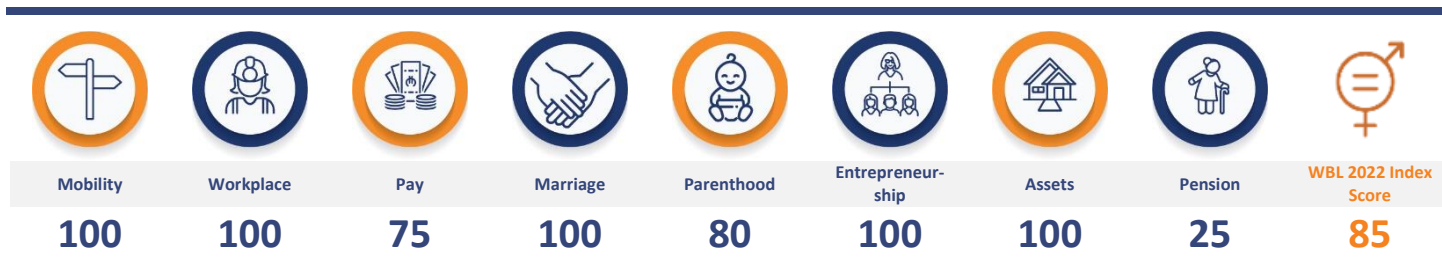 Mobility
Workplace
Pay
Marriage
Parenthood
Entrepreneur-
ship
Assets
Pension
WBL 2022 Index
Score
100
100
75
100
80
100
100
25
85